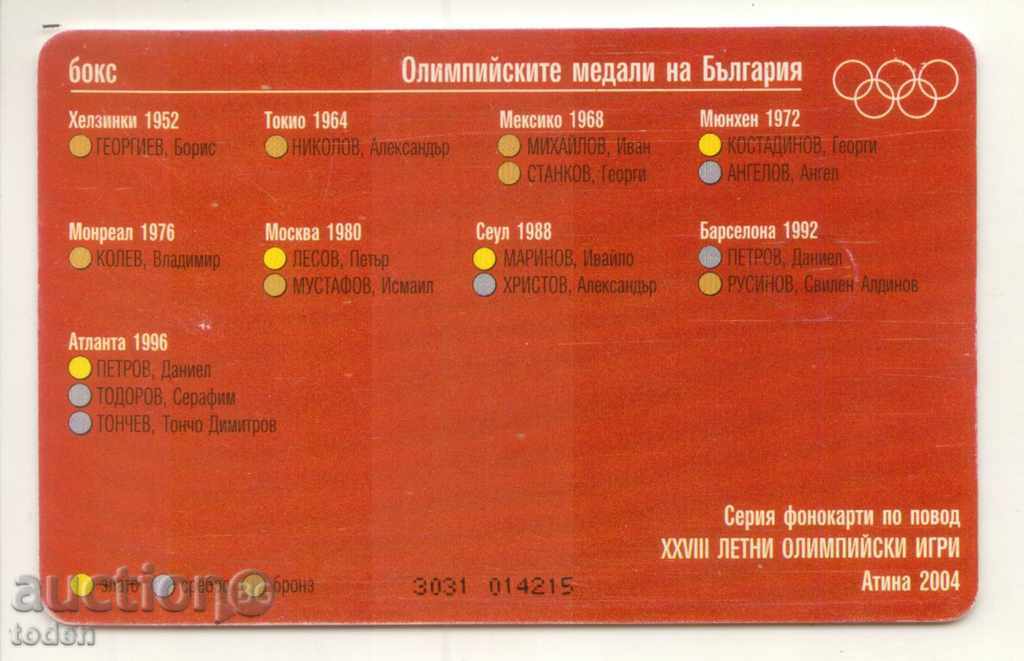 бокс
Олимпийските медали на България
Хелзинки 1952
ГЕОРГИЕВ, Борис
Токио 1964
НИКОЛОВ, Александър
Мексико 1968
МИХАЙЛОВ, Иван
СТАНКОВ, Георги
Мюнхен 1972
КОСТАДИНОВ, Георги
АНГЕЛОВ, Ангел
Монреал 1976
КОЛЕВ, Владимир
Москва 1980
ЛЕСОВ, Петър
МУСТАФОВ, Исмаил
Сеул 1988
МАРИНОВ, Ивайло
ХРИСТОВ, Александър
Барселона 1992
ПЕТРОВ, Даниел
РУСИНОВ, Свилен Алдинов
Атланта 1996
ПЕТРОВ, Даниел
ТОДОРОВ, Серафим
ТОНЧЕВ, Тончо Димитров
Серия фонокарти по повод
XXVIII ЛЕТНИ ОЛИМПИЙСКИ ИГРИ
Атина 2004
злато сребро бронз
3031 014215
auction.BG
toden